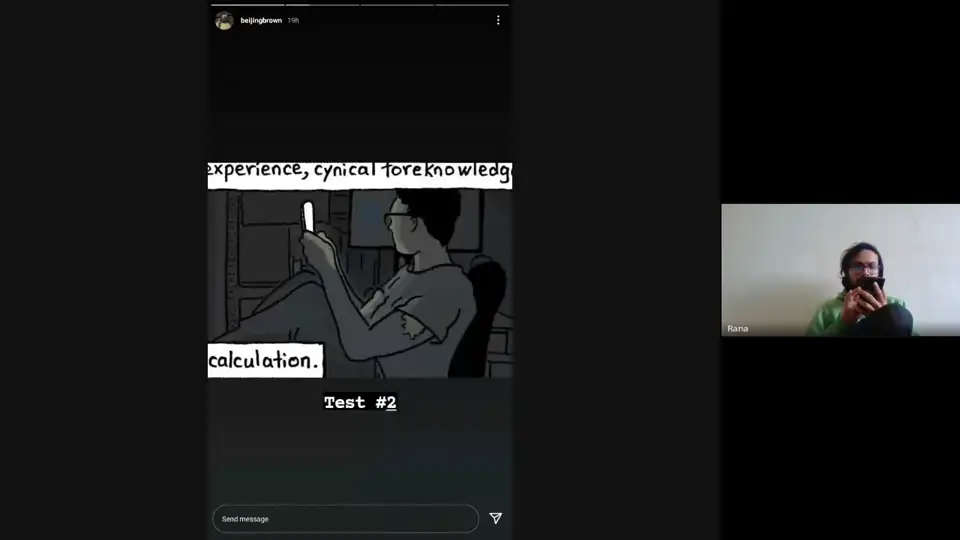 beijingbrown 19h
experience, cynical foreknowledg
calculation.
Test #2
Send message
Rana